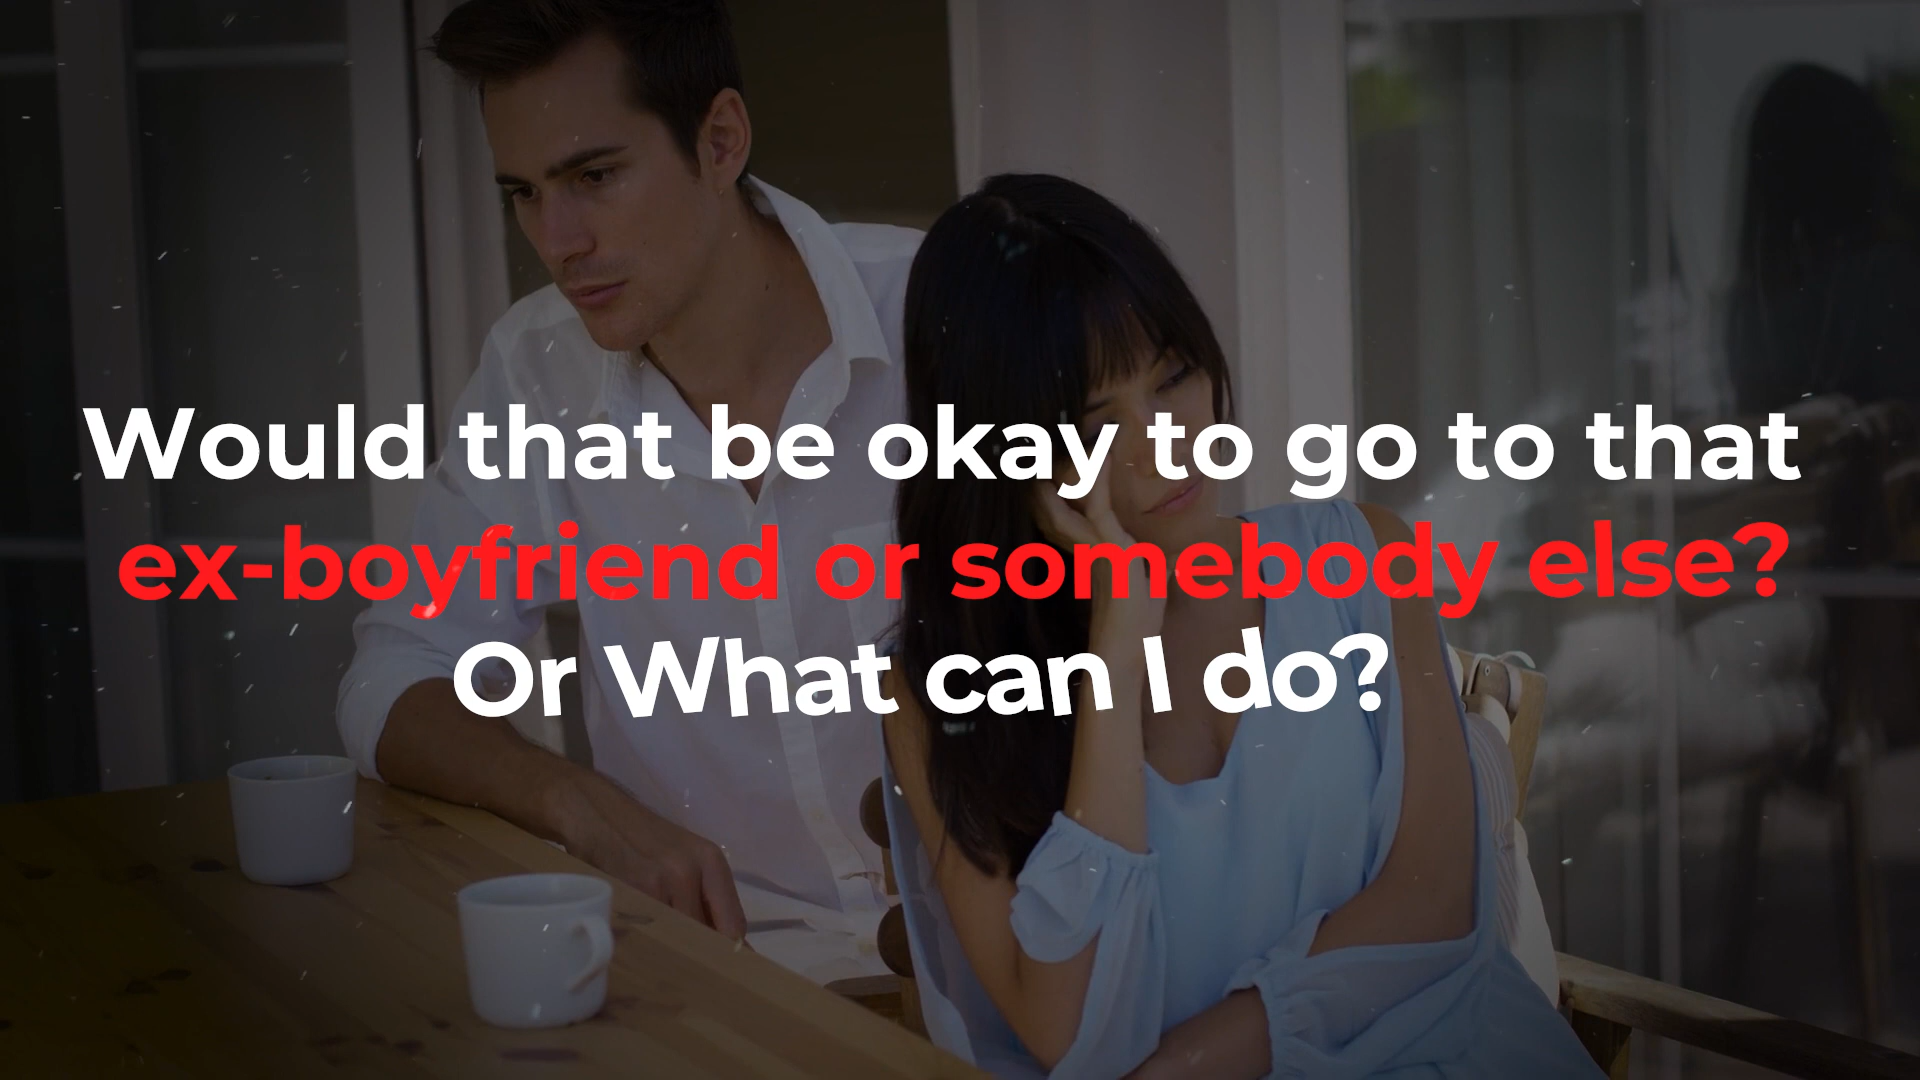 Would that be okay to go to that
ex-boyfriend or somebody else?
Or What can I do?